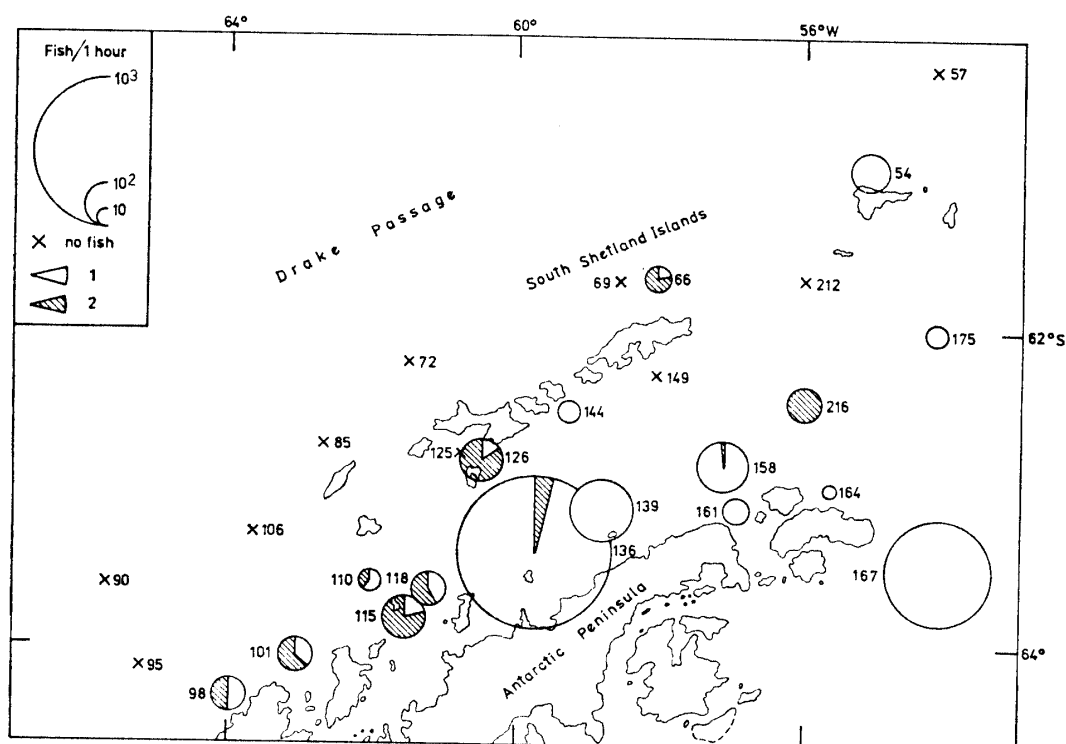 64° 60° 56°W
Fish/1 hour
10³
10²
10
× no fish
1
2
57
54
Drake Passage
South Shetland Islands
69 66 212
175 62°S
72 149
144 216
85 125 126
158
164
139 161
106 136
110 118 90 167
115
Antarctic Peninsula
101 95 64°
98